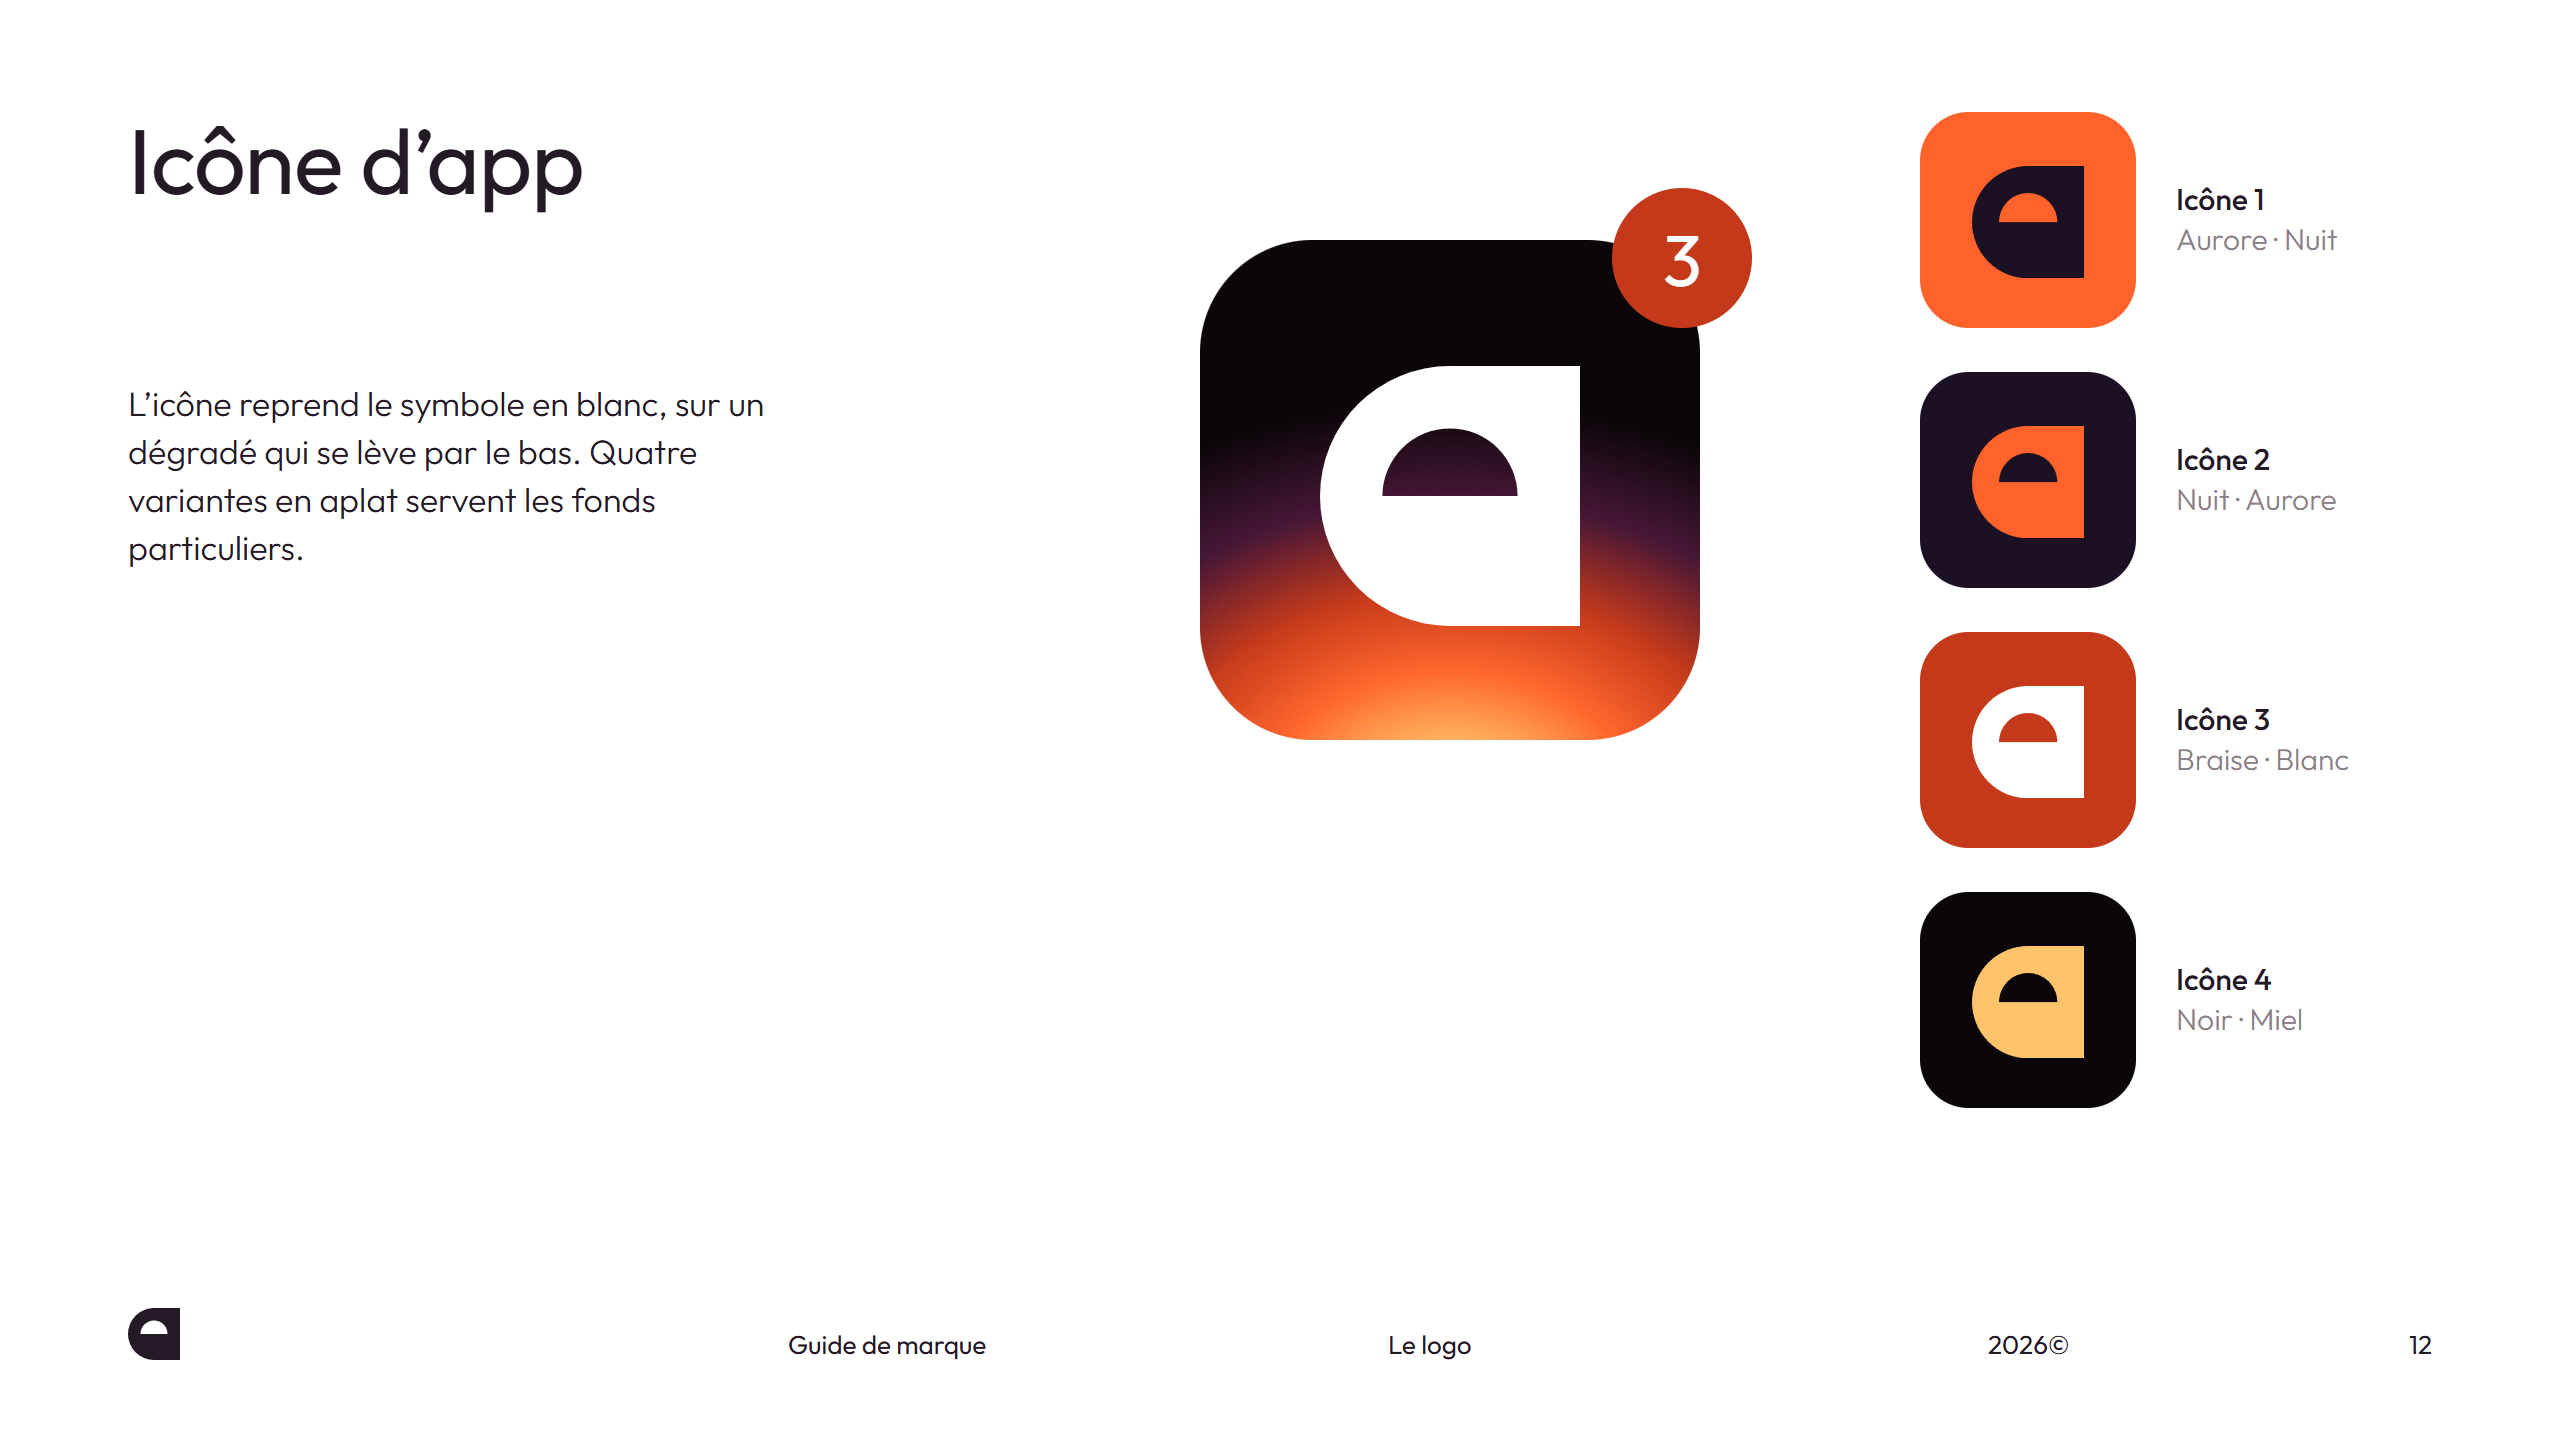 Icône d’app
L’icône reprend le symbole en blanc, sur un
dégradé qui se lève par le bas. Quatre
variantes en aplat servent les fonds
particuliers.
3
Icône 1
Aurore · Nuit
Icône 2
Nuit · Aurore
Icône 3
Braise · Blanc
Icône 4
Noir · Miel
Guide de marque
Le logo
2026©
12